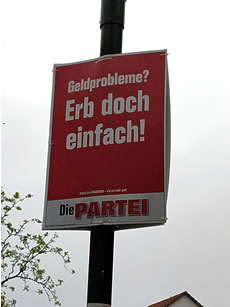 Geldprobleme?
Erb doch
einfach!
Die PARTEI